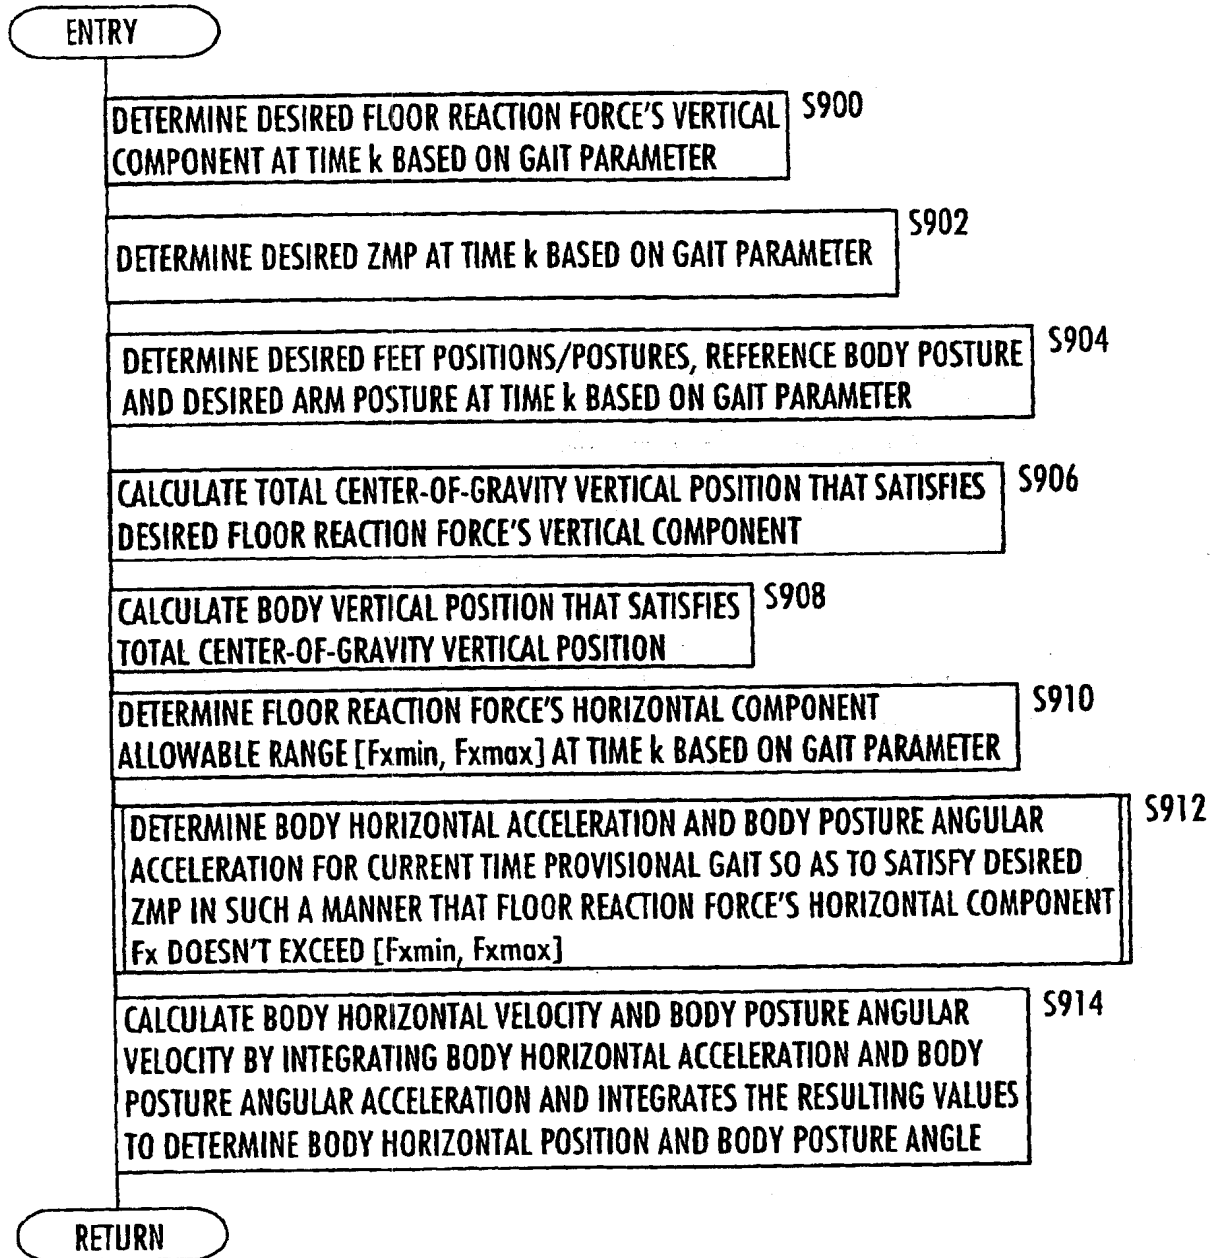 ENTRY
DETERMINE DESIRED FLOOR REACTION FORCE'S VERTICAL
COMPONENT AT TIME k BASED ON GAIT PARAMETER
S900
DETERMINE DESIRED ZMP AT TIME k BASED ON GAIT PARAMETER
S902
DETERMINE DESIRED FEET POSITIONS/POSTURES, REFERENCE BODY POSTURE
AND DESIRED ARM POSTURE AT TIME k BASED ON GAIT PARAMETER
S904
CALCULATE TOTAL CENTER-OF-GRAVITY VERTICAL POSITION THAT SATISFIES
DESIRED FLOOR REACTION FORCE'S VERTICAL COMPONENT
S906
CALCULATE BODY VERTICAL POSITION THAT SATISFIES
TOTAL CENTER-OF-GRAVITY VERTICAL POSITION
S908
DETERMINE FLOOR REACTION FORCE'S HORIZONTAL COMPONENT
ALLOWABLE RANGE [Fxmin, Fxmax] AT TIME k BASED ON GAIT PARAMETER
S910
DETERMINE BODY HORIZONTAL ACCELERATION AND BODY POSTURE ANGULAR
ACCELERATION FOR CURRENT TIME PROVISIONAL GAIT SO AS TO SATISFY DESIRED
ZMP IN SUCH A MANNER THAT FLOOR REACTION FORCE'S HORIZONTAL COMPONENT
Fx DOESN'T EXCEED [Fxmin, Fxmax]
S912
CALCULATE BODY HORIZONTAL VELOCITY AND BODY POSTURE ANGULAR
VELOCITY BY INTEGRATING BODY HORIZONTAL ACCELERATION AND BODY
POSTURE ANGULAR ACCELERATION AND INTEGRATES THE RESULTING VALUES
TO DETERMINE BODY HORIZONTAL POSITION AND BODY POSTURE ANGLE
S914
RETURN